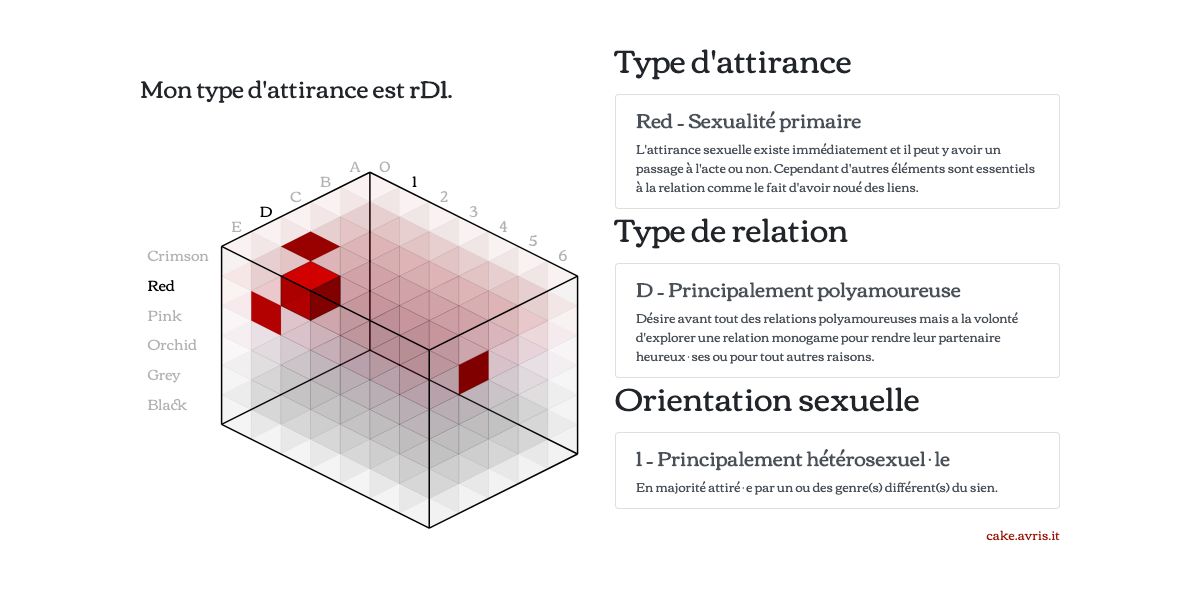 Mon type d'attirance est rD1.
A
B
C
D
E
O
1
2
3
4
5
6
Crimson
Red
Pink
Orchid
Grey
Black
Type d'attirance
Red - Sexualité primaire
L'attirance sexuelle existe immédiatement et il peut y avoir un
passage à l'acte ou non. Cependant d'autres éléments sont essentiels
à la relation comme le fait d'avoir noué des liens.
Type de relation
D - Principalement polyamoureuse
Désire avant tout des relations polyamoureuses mais a la volonté
d'explorer une relation monogame pour rendre leur partenaire
heureux·ses ou pour tout autres raisons.
Orientation sexuelle
1 - Principalement hétérosexuel·le
En majorité attiré·e par un ou des genre(s) différent(s) du sien.
cake.avris.it